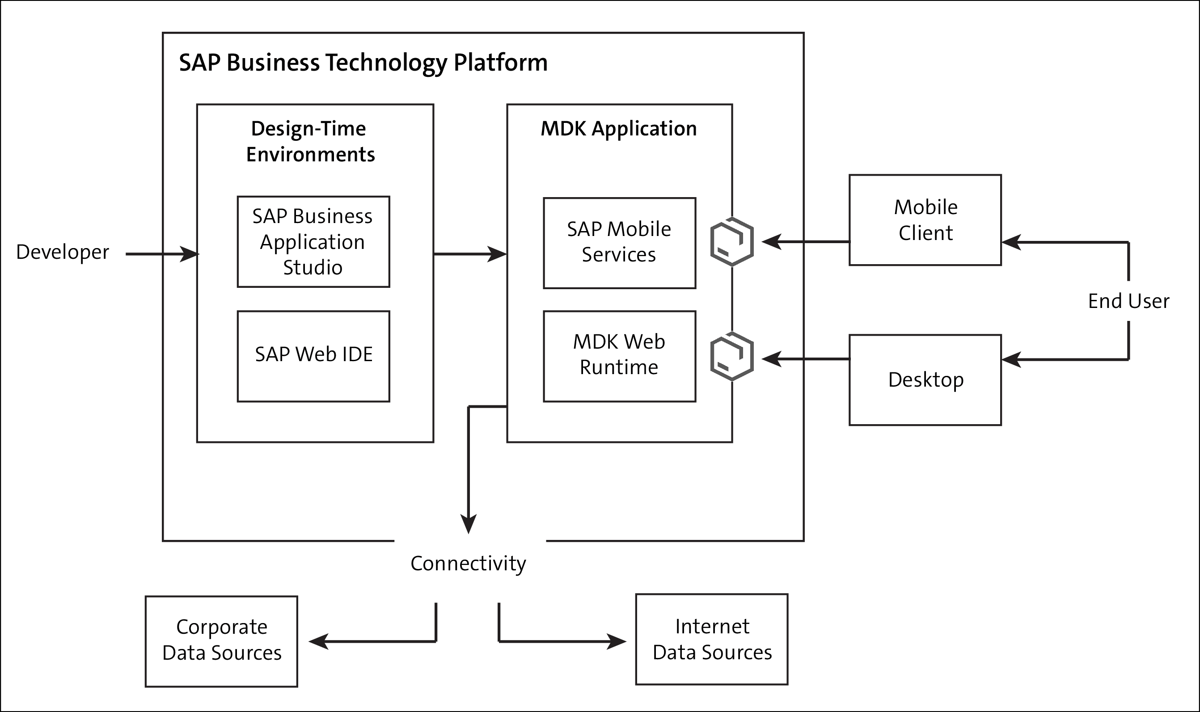 SAP Business Technology Platform
Design-Time
Environments
SAP Business
Application
Studio
SAP Web IDE
MDK Application
SAP Mobile
Services
MDK Web
Runtime
Developer
Mobile
Client
End User
Desktop
Connectivity
Corporate
Data Sources
Internet
Data Sources